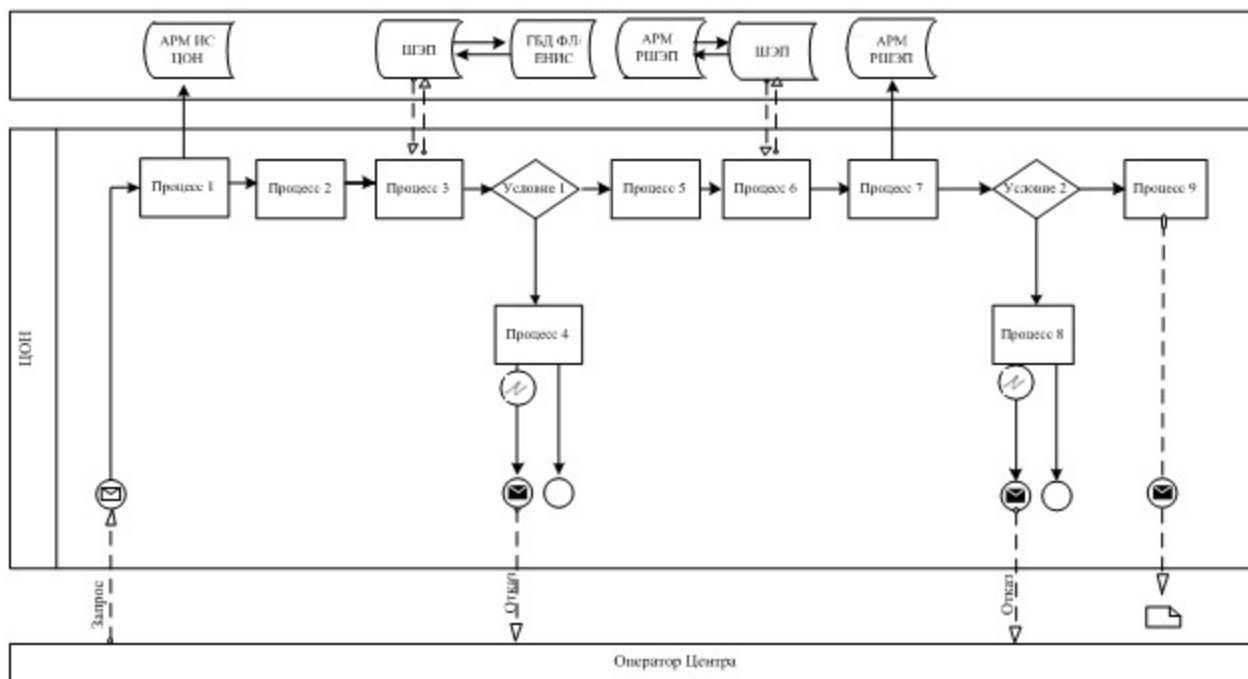 АРМ ИС
ЦОН
ШЭП
ГБД ФЛ/
ЕНИС
АРМ
РШЭП
ШЭП
АРМ
РШЭП
ЦОН
Процесс 1
Процесс 2
Процесс 3
Условие 1
Процесс 5
Процесс 6
Процесс 7
Условие 2
Процесс 9
Процесс 4
Процесс 8
Запрос
Отказ
Отказ
Оператор Центра